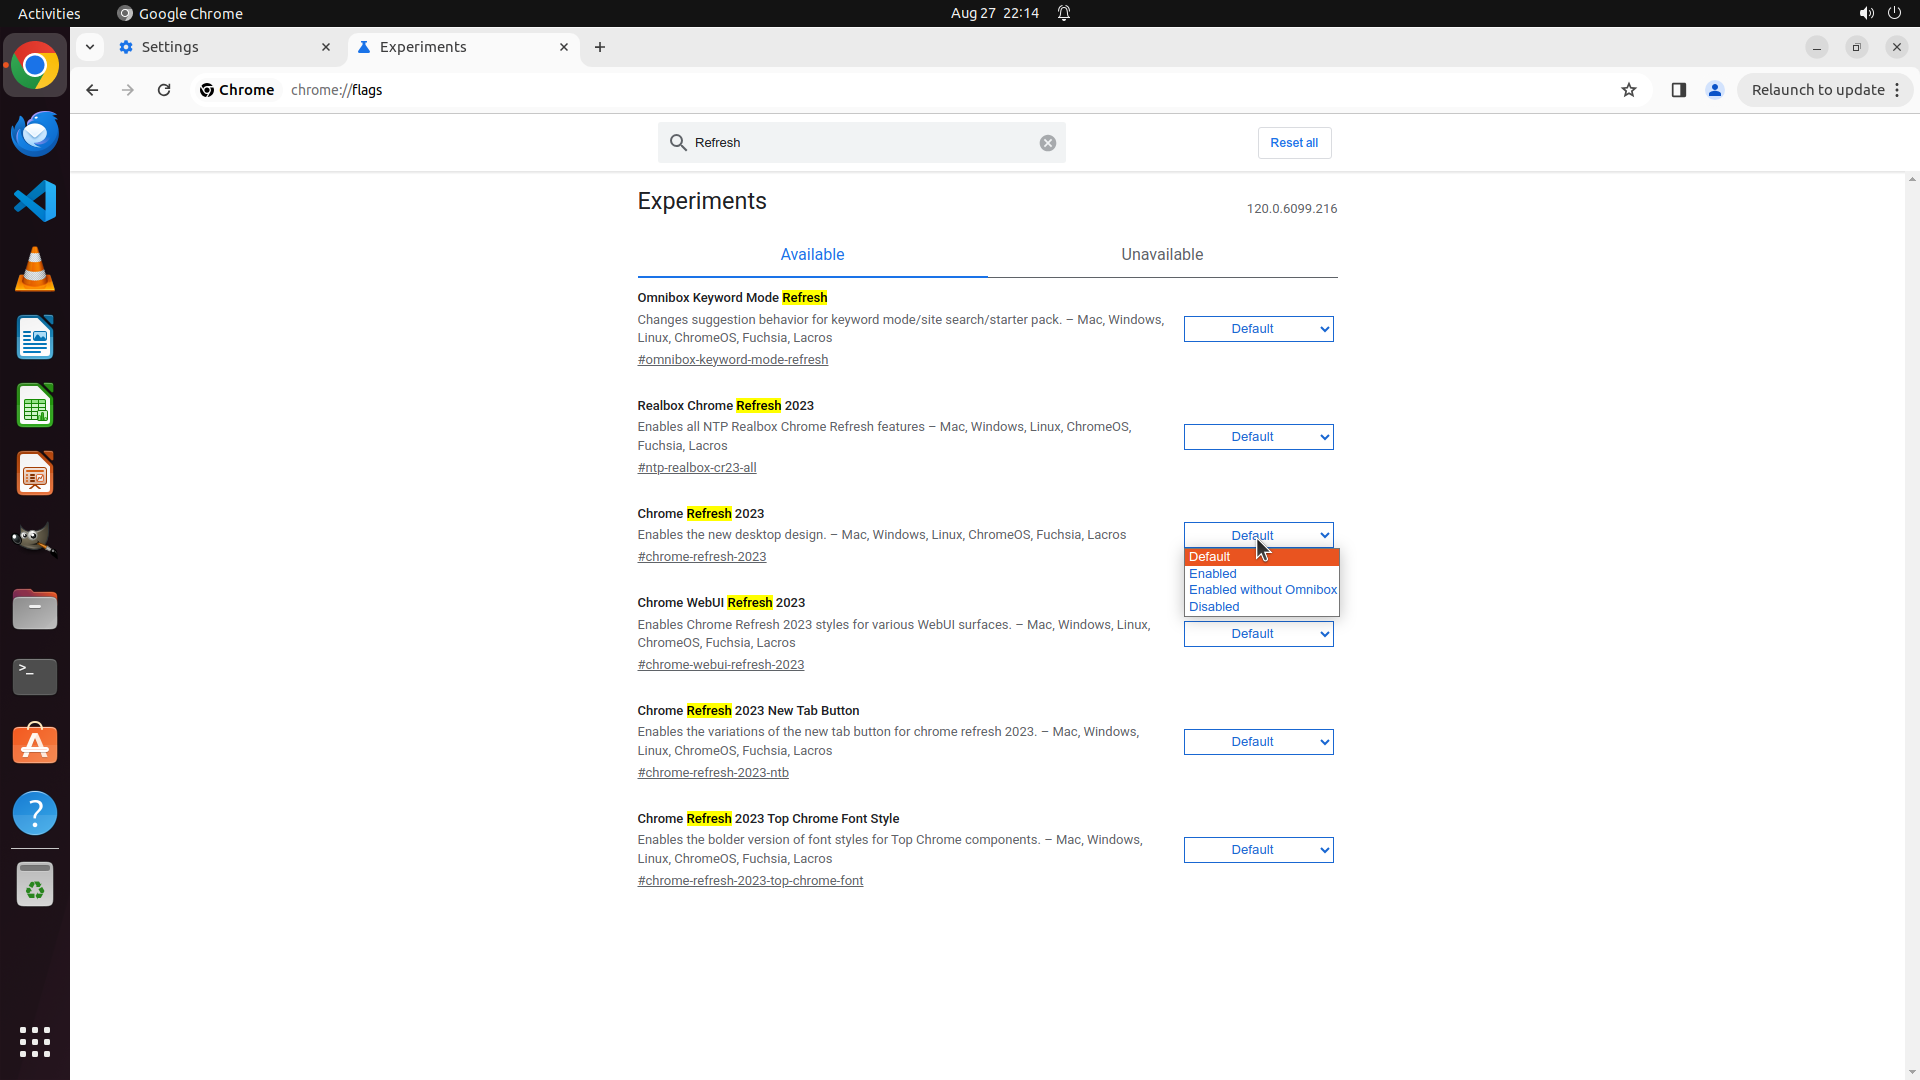 Activities
Google Chrome
Aug 27 22:14
Settings
Experiments
Chrome
chrome://flags
Relaunch to update
Refresh
Reset all
Experiments
120.0.6099.216
Available
Unavailable
Omnibox Keyword Mode Refresh
Changes suggestion behavior for keyword mode/site search/starter pack. – Mac, Windows,
Linux, ChromeOS, Fuchsia, Lacros
#omnibox-keyword-mode-refresh
Default
Realbox Chrome Refresh 2023
Enables all NTP Realbox Chrome Refresh features – Mac, Windows, Linux, ChromeOS,
Fuchsia, Lacros
#ntp-realbox-cr23-all
Default
Chrome Refresh 2023
Enables the new desktop design. – Mac, Windows, Linux, ChromeOS, Fuchsia, Lacros
#chrome-refresh-2023
Default
Default
Enabled
Enabled without Omnibox
Disabled
Chrome WebUI Refresh 2023
Enables Chrome Refresh 2023 styles for various WebUI surfaces. – Mac, Windows, Linux,
ChromeOS, Fuchsia, Lacros
#chrome-webui-refresh-2023
Default
Chrome Refresh 2023 New Tab Button
Enables the variations of the new tab button for chrome refresh 2023. – Mac, Windows,
Linux, ChromeOS, Fuchsia, Lacros
#chrome-refresh-2023-ntb
Default
Chrome Refresh 2023 Top Chrome Font Style
Enables the bolder version of font styles for Top Chrome components. – Mac, Windows,
Linux, ChromeOS, Fuchsia, Lacros
#chrome-refresh-2023-top-chrome-font
Default